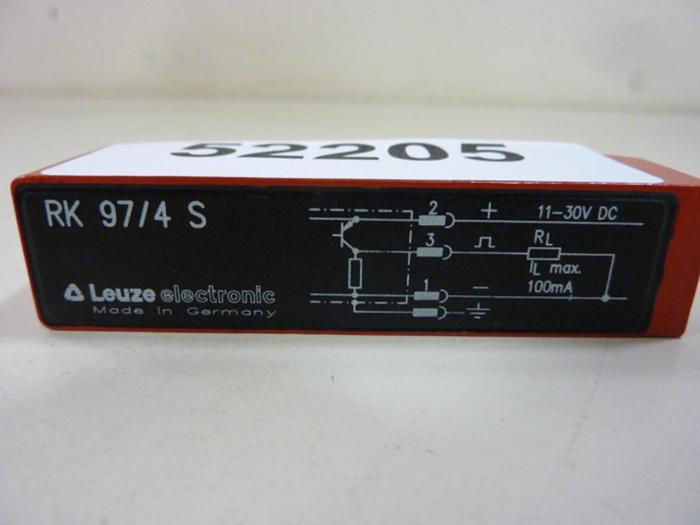 52205
RK 97/4 S
2 + 11-30V DC
3 RL
IL max.
1 – 100mA
Leuze electronic
Made in Germany